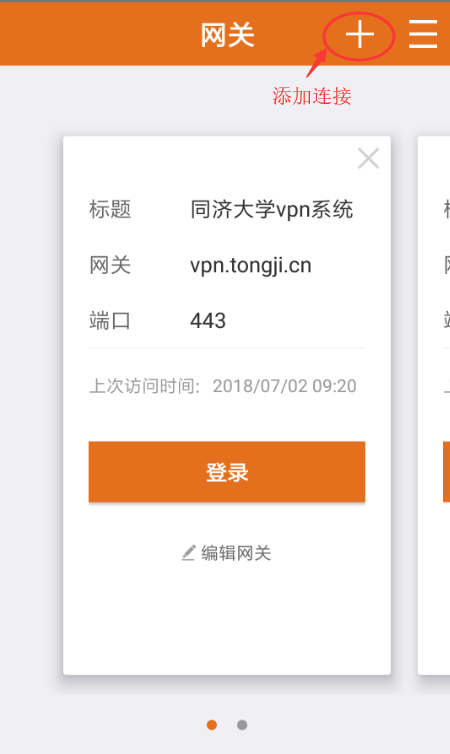 网关
添加连接
标题 同济大学vpn系统
网关 vpn.tongji.cn
端口 443
上次访问时间: 2018/07/02 09:20
登录
编辑网关